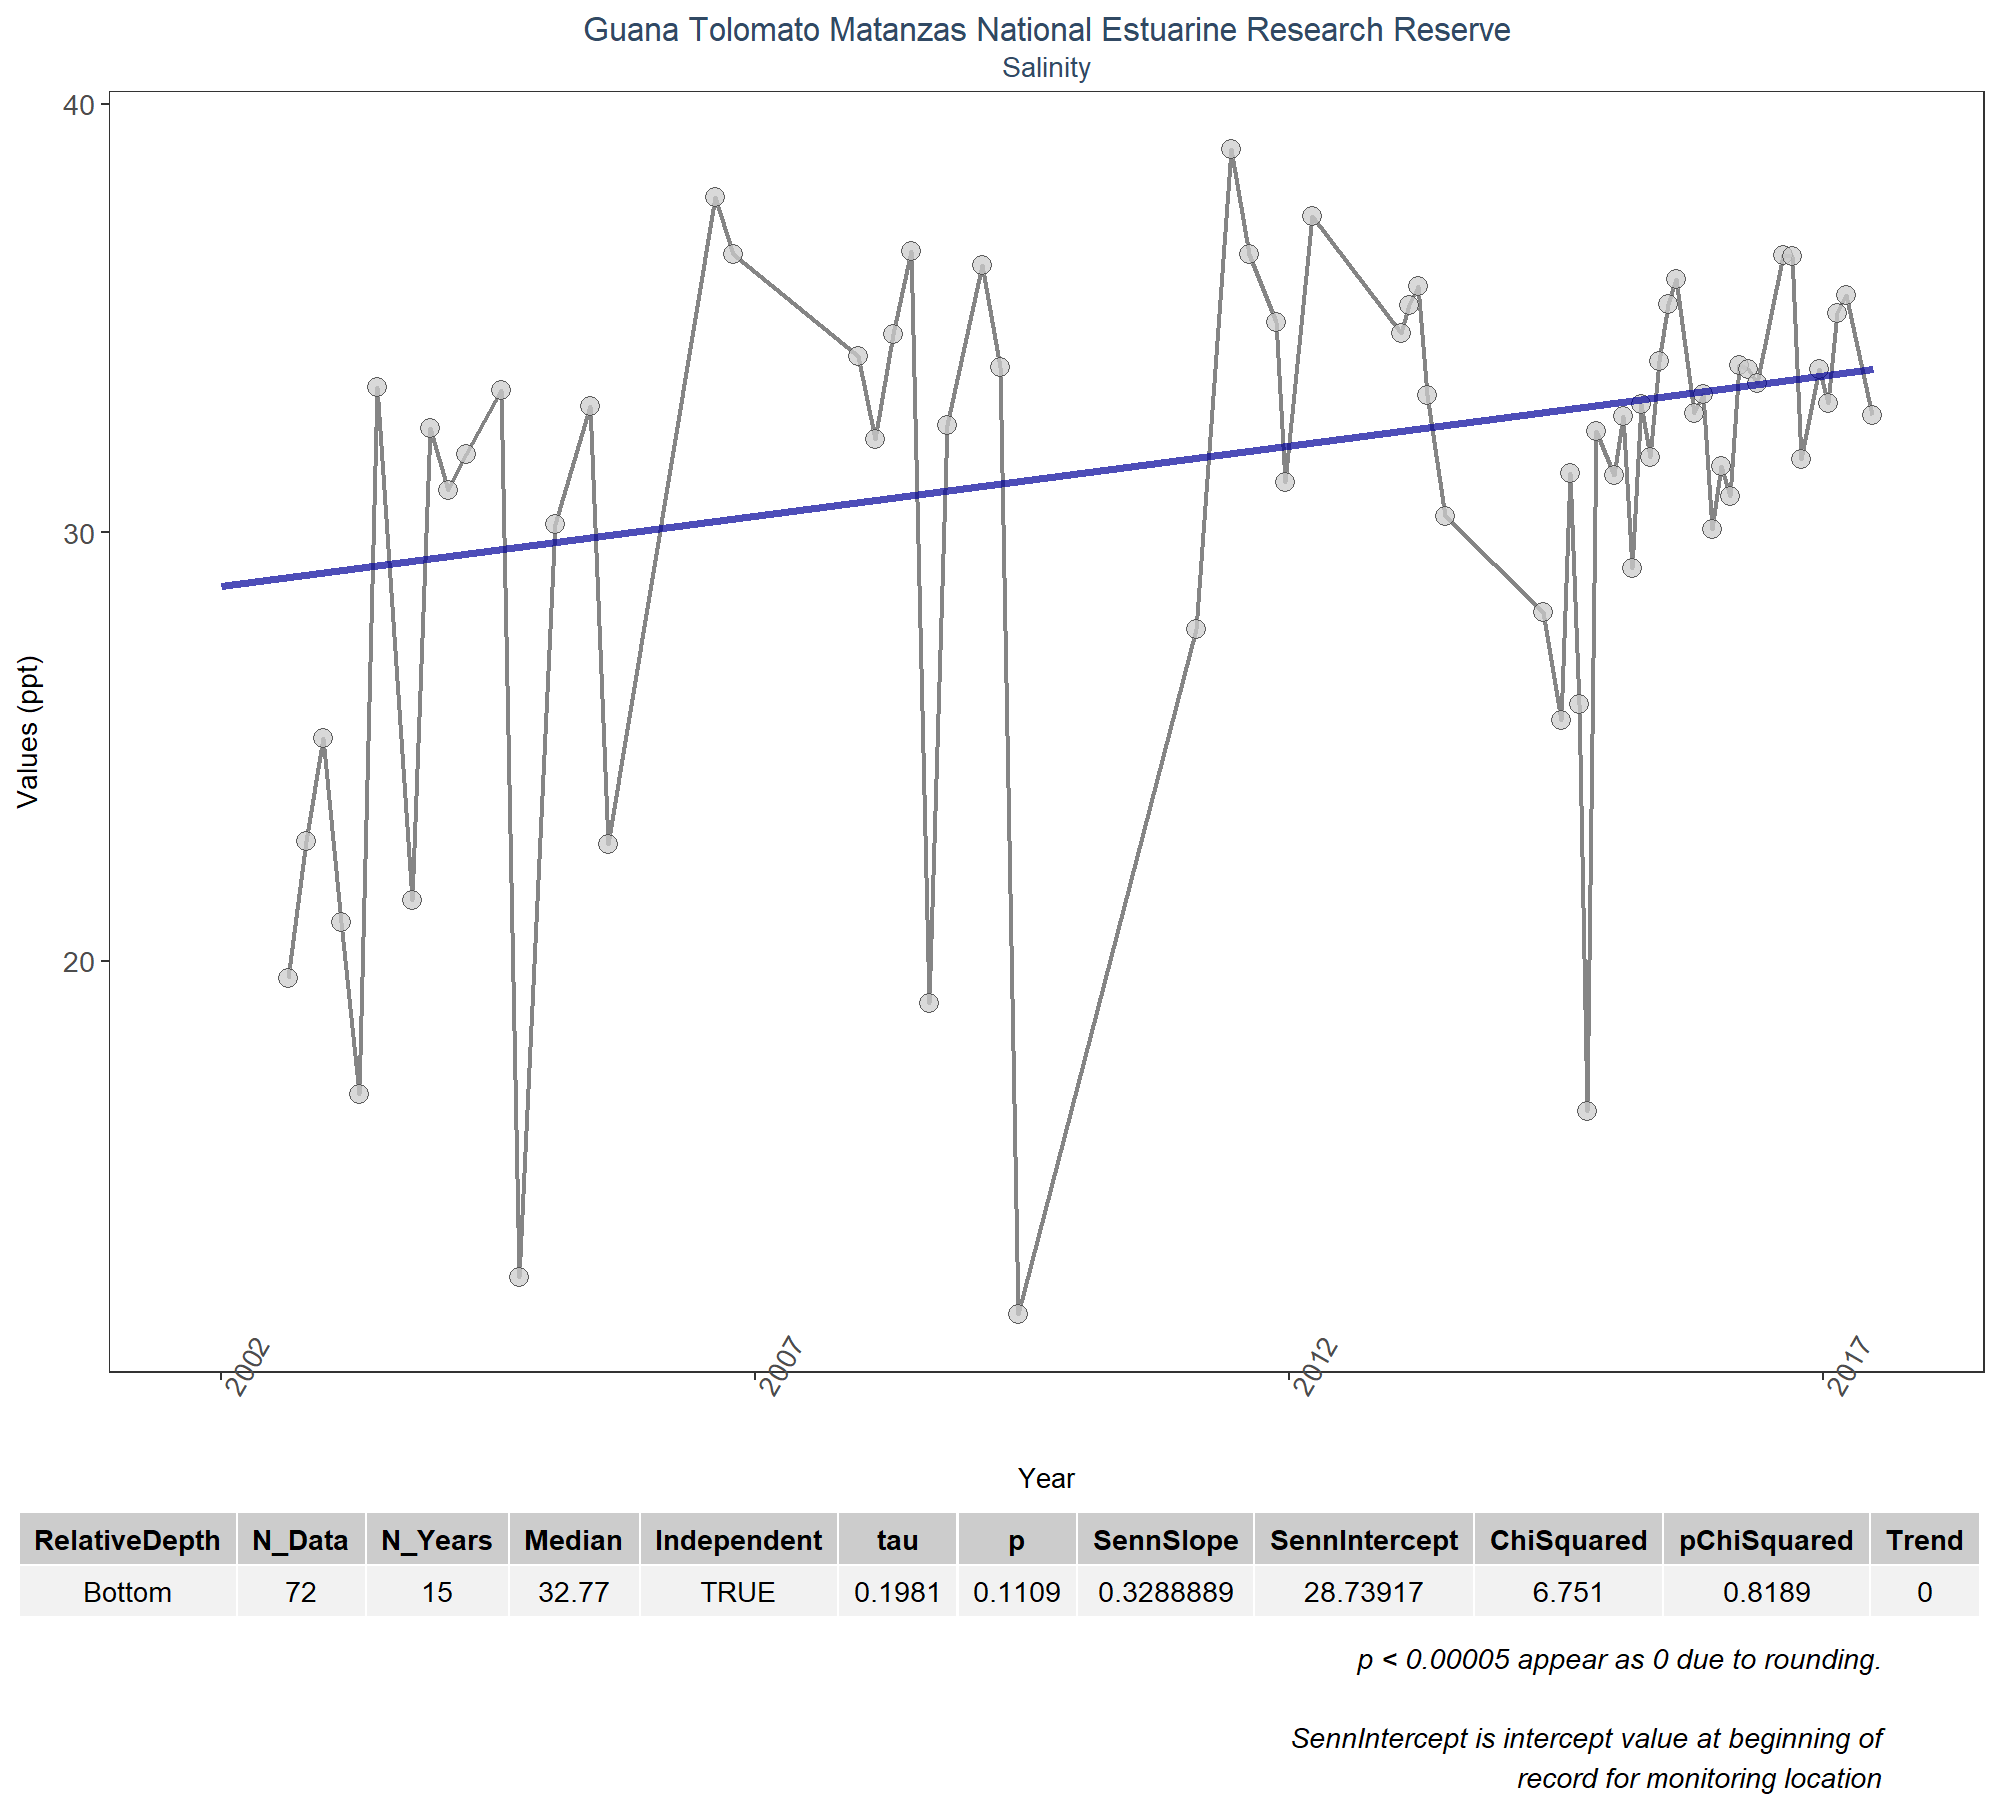 Guana Tolomato Matanzas National Estuarine Research Reserve
Salinity
40
30
20
Values (ppt)
2002
2007
2012
2017
Year
RelativeDepth N_Data N_Years Median Independent tau p SennSlope SennIntercept ChiSquared pChiSquared Trend
Bottom 72 15 32.77 TRUE 0.1981 0.1109 0.3288889 28.73917 6.751 0.8189 0
p < 0.00005 appear as 0 due to rounding.
SennIntercept is intercept value at beginning of
record for monitoring location